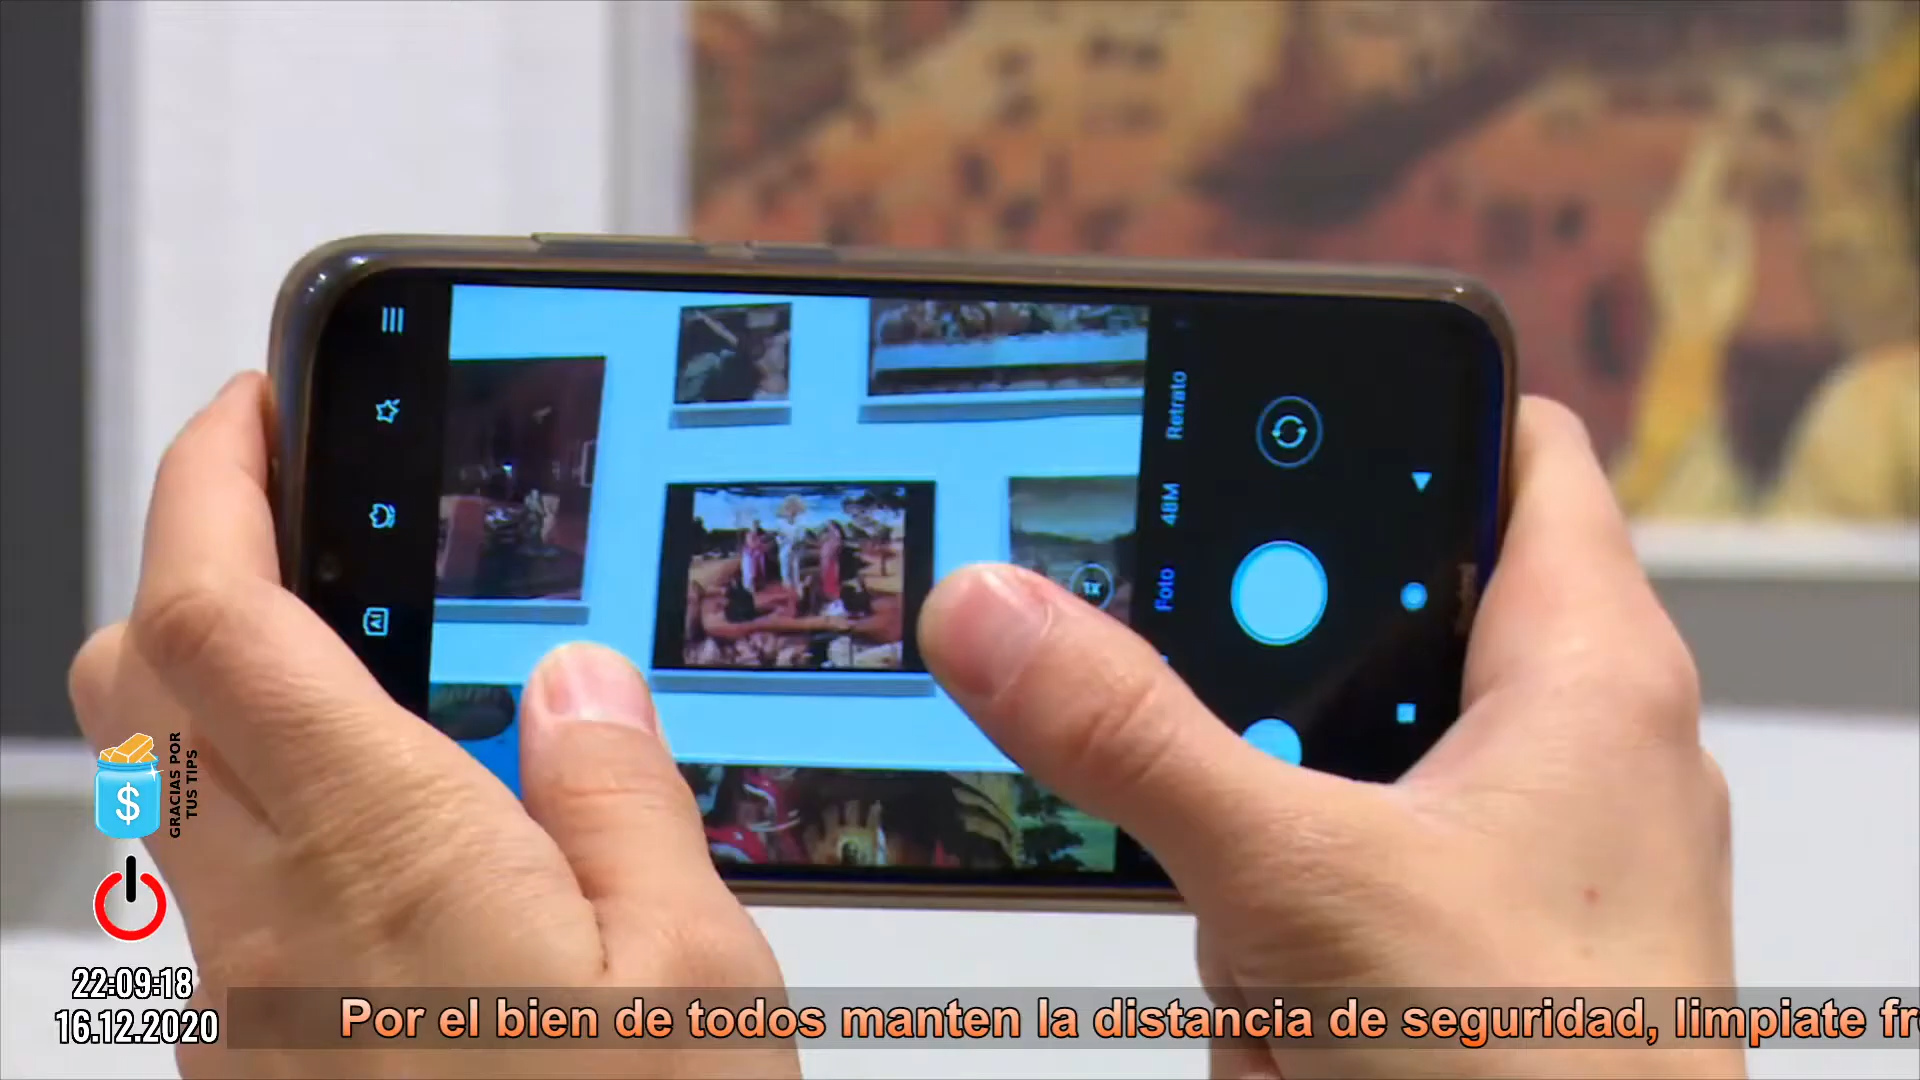 Retrato
48M
Foto
1x
AI
$
GRACIAS POR
TUS TIPS
22:09:18
16.12.2020
Por el bien de todos manten la distancia de seguridad, limpiate fr